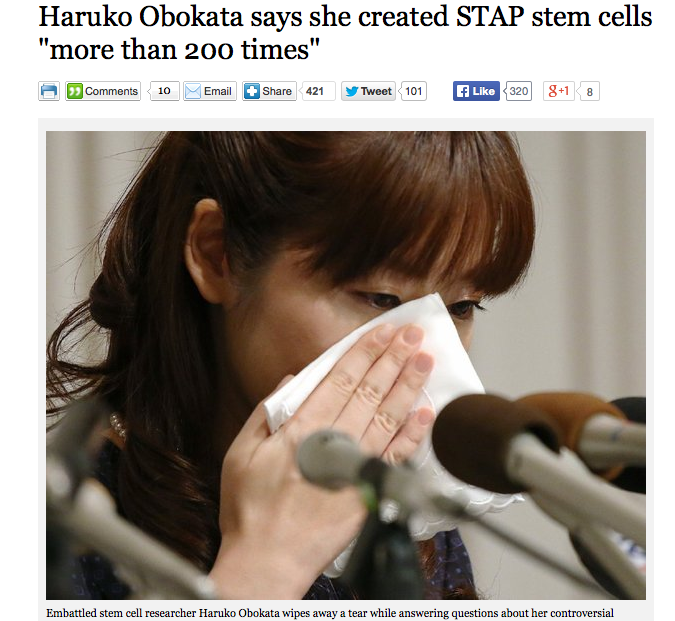 Haruko Obokata says she created STAP stem cells
"more than 200 times"
Comments 10 Email Share 421 Tweet 101 Like 320 g+1 8
Embattled stem cell researcher Haruko Obokata wipes away a tear while answering questions about her controversial